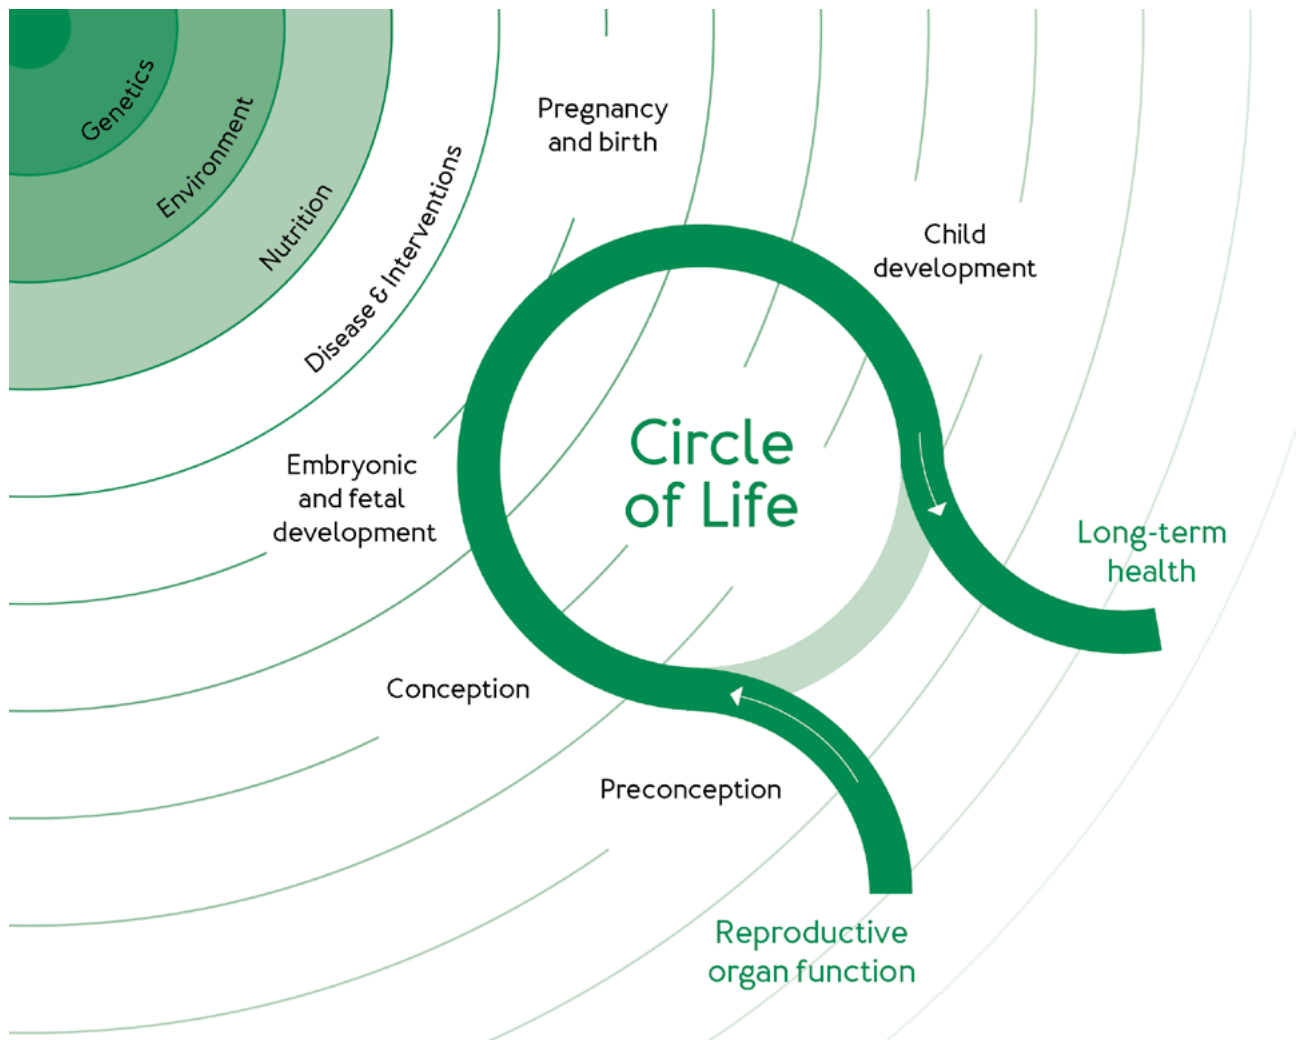 Genetics
Environment
Nutrition
Disease & Interventions
Pregnancy
and birth
Child
development
Circle
of Life
Embryonic
and fetal
development
Long-term
health
Conception
Preconception
Reproductive
organ function